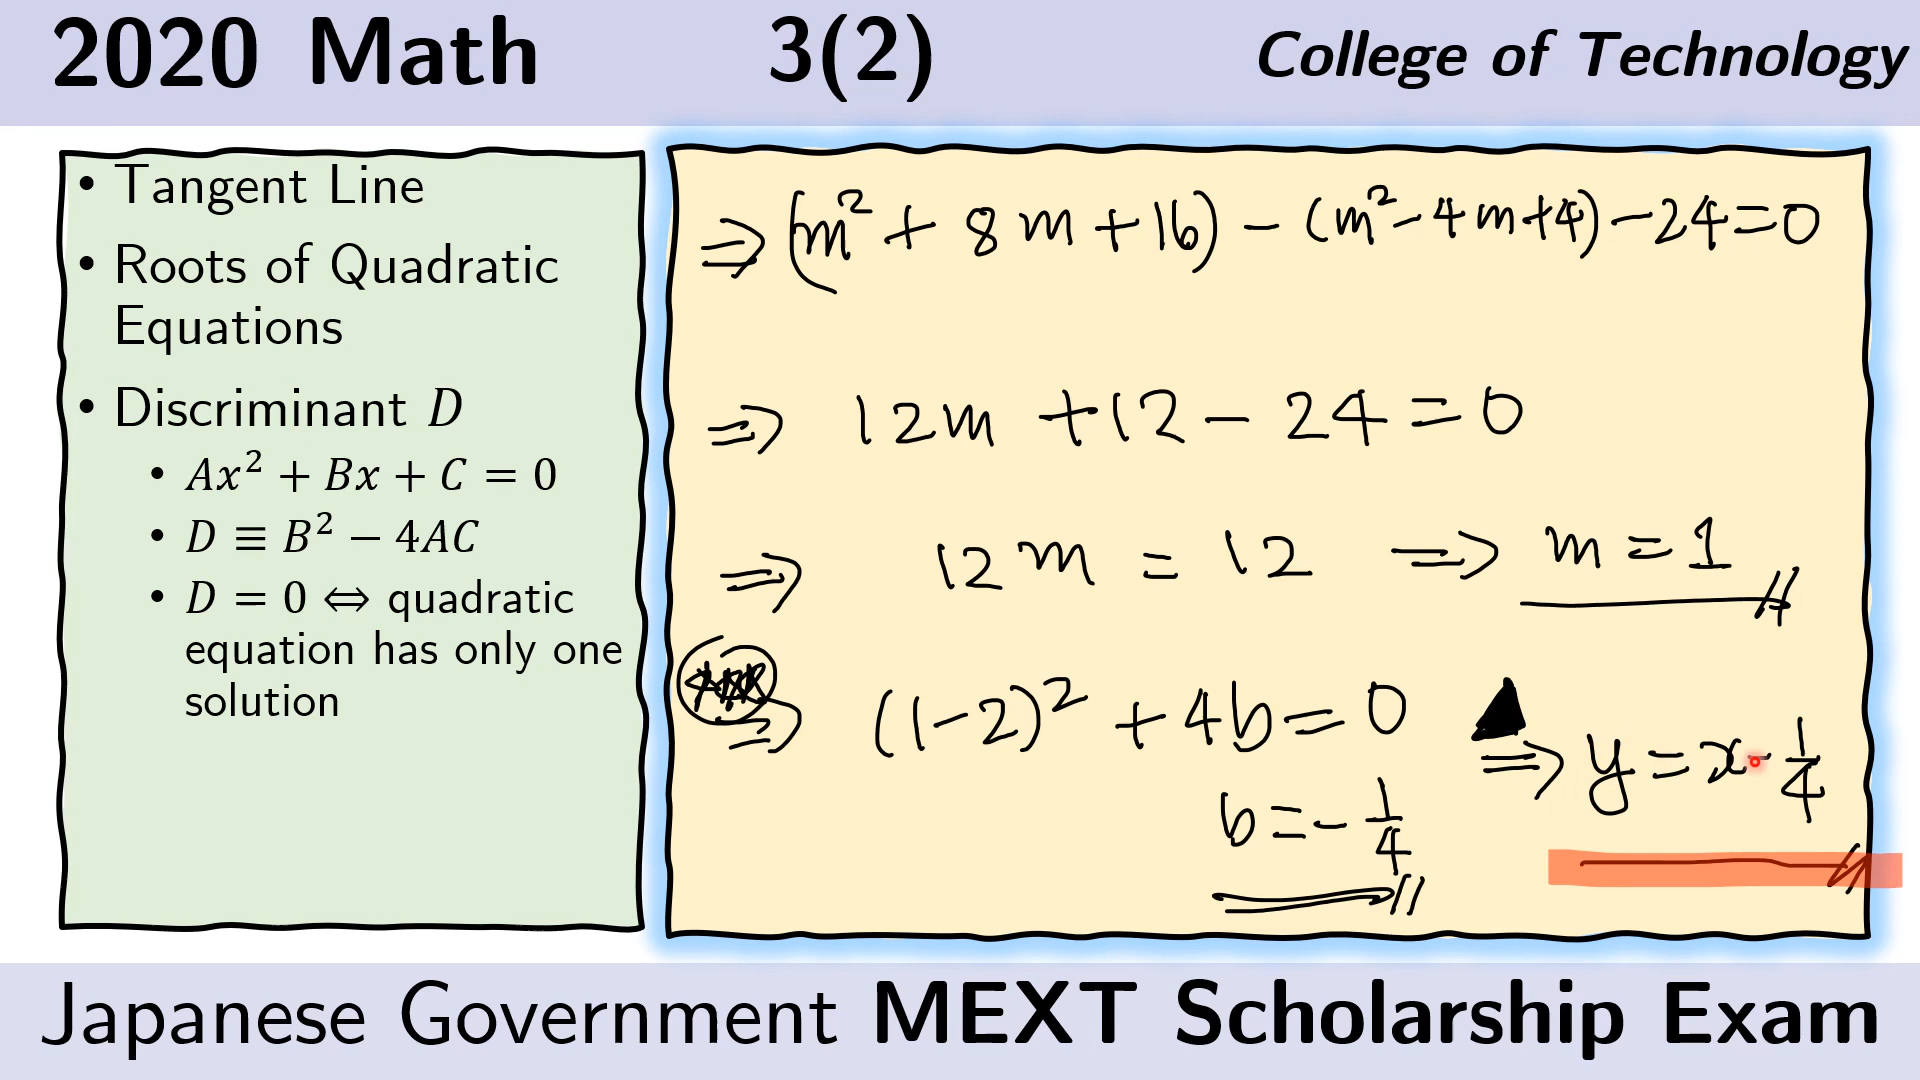 2020 Math 3(2) College of Technology
• Tangent Line
• Roots of Quadratic
Equations
• Discriminant D
• Ax² + Bx + C = 0
• D ≡ B² − 4AC
• D = 0 ⇔ quadratic
equation has only one
solution
⇒ (m² + 8m + 16) − (m² − 4m + 4) − 24 = 0
⇒ 12m + 12 − 24 = 0
⇒ 12m = 12 ⇒ m = 1
⇒ (1 − 2)² + 4b = 0
b = − 1/4
⇒ y = x − 1/4
Japanese Government MEXT Scholarship Exam